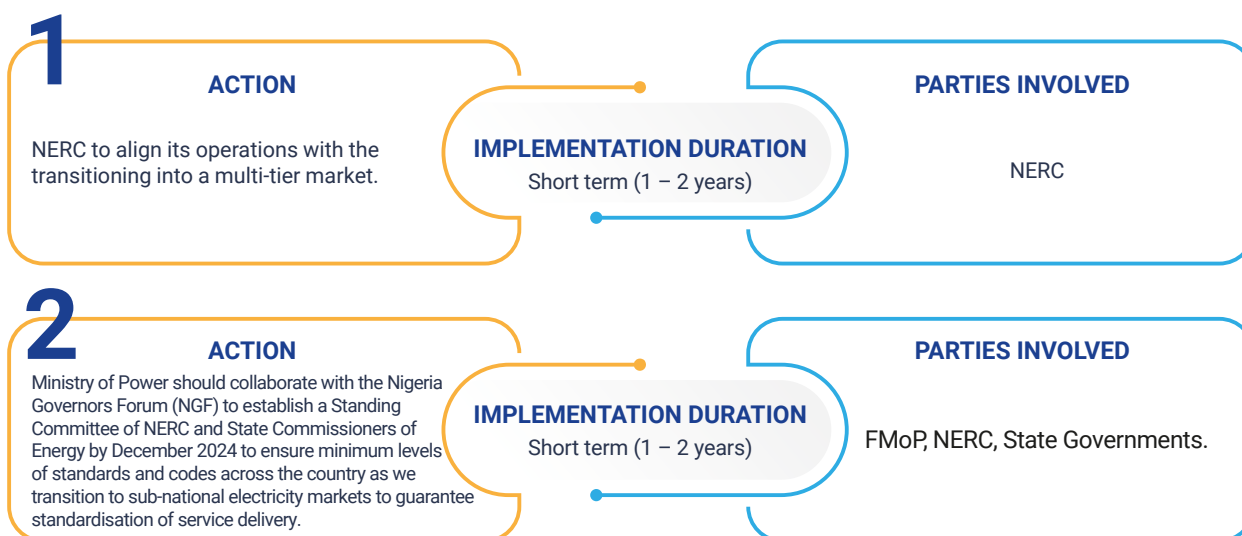 1
ACTION
NERC to align its operations with the
transitioning into a multi-tier market.
IMPLEMENTATION DURATION
Short term (1 – 2 years)
PARTIES INVOLVED
NERC
2
ACTION
Ministry of Power should collaborate with the Nigeria
Governors Forum (NGF) to establish a Standing
Committee of NERC and State Commissioners of
Energy by December 2024 to ensure minimum levels
of standards and codes across the country as we
transition to sub-national electricity markets to guarantee
standardisation of service delivery.
IMPLEMENTATION DURATION
Short term (1 – 2 years)
PARTIES INVOLVED
FMoP, NERC, State Governments.